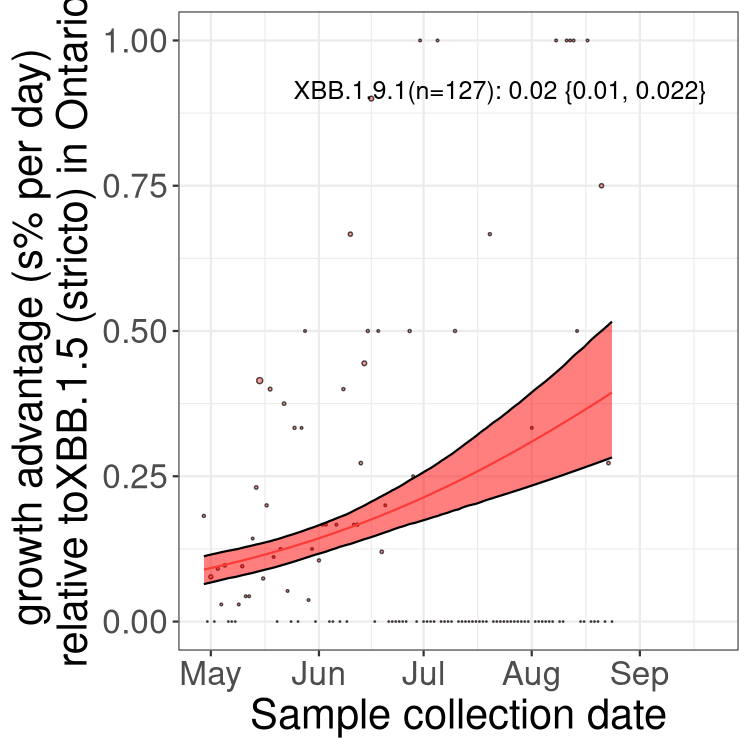 growth advantage (s% per day)
relative toXBB.1.5 (stricto) in Ontario
1.00
0.75
0.50
0.25
0.00
XBB.1.9.1(n=127): 0.02 {0.01, 0.022}
May Jun Jul Aug Sep
Sample collection date